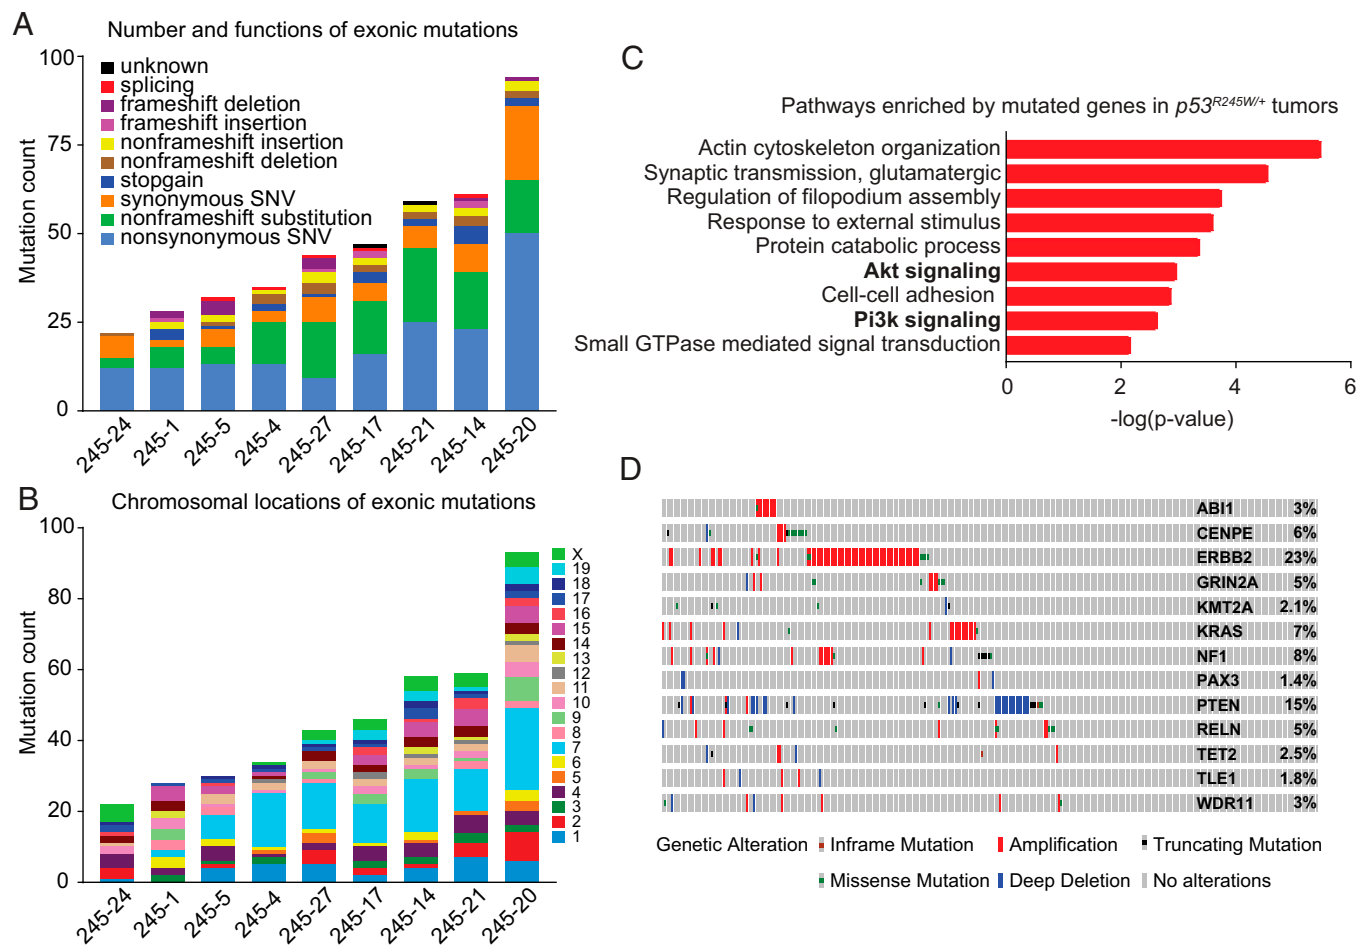 A
Number and functions of exonic mutations
Mutation count
100
75
50
25
0
unknown
splicing
frameshift deletion
frameshift insertion
nonframeshift insertion
nonframeshift deletion
stopgain
synonymous SNV
nonframeshift substitution
nonsynonymous SNV
245-24
245-1
245-5
245-4
245-27
245-17
245-21
245-14
245-20
B
Chromosomal locations of exonic mutations
Mutation count
100
80
60
40
20
0
X
19
18
17
16
15
14
13
12
11
10
9
8
7
6
5
4
3
2
1
245-24
245-1
245-5
245-4
245-27
245-17
245-14
245-21
245-20
C
Pathways enriched by mutated genes in p53R245W/+ tumors
Actin cytoskeleton organization
Synaptic transmission, glutamatergic
Regulation of filopodium assembly
Response to external stimulus
Protein catabolic process
Akt signaling
Cell-cell adhesion
Pi3k signaling
Small GTPase mediated signal transduction
0 2 4 6
-log(p-value)
D
ABI1 3%
CENPE 6%
ERBB2 23%
GRIN2A 5%
KMT2A 2.1%
KRAS 7%
NF1 8%
PAX3 1.4%
PTEN 15%
RELN 5%
TET2 2.5%
TLE1 1.8%
WDR11 3%
Genetic Alteration Inframe Mutation Amplification Truncating Mutation
Missense Mutation Deep Deletion No alterations